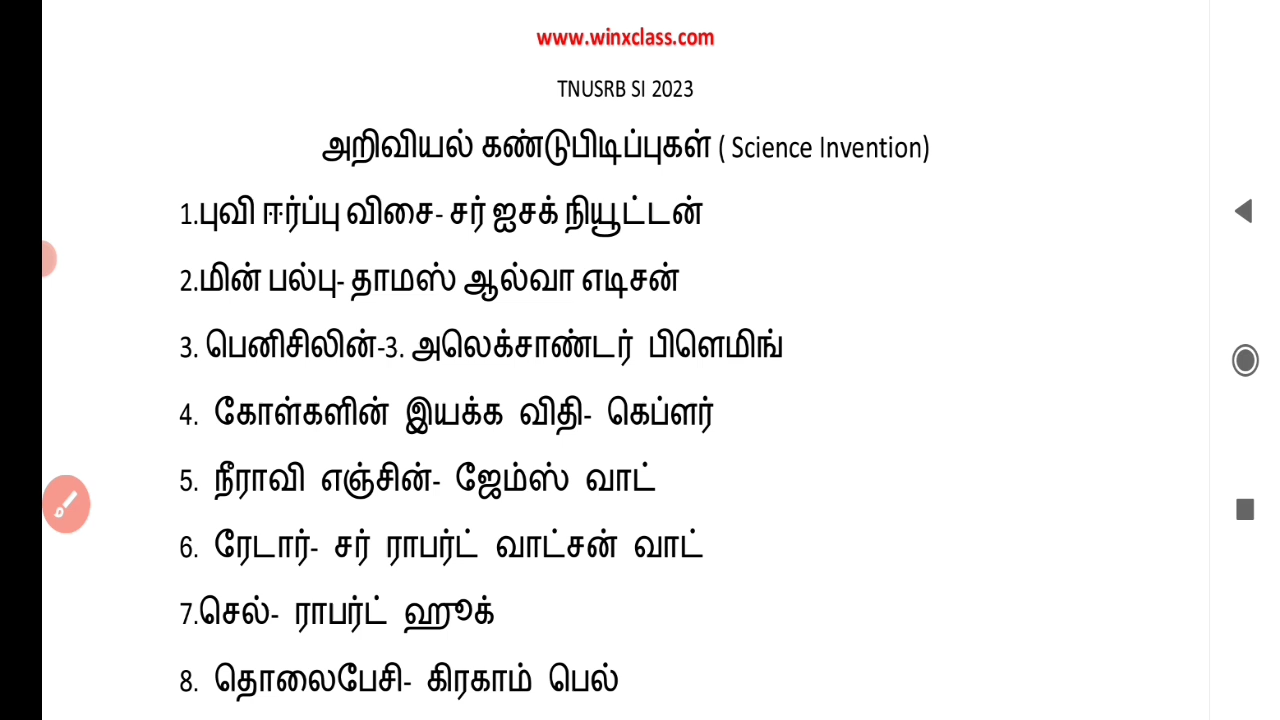 www.winxclass.com
TNUSRB SI 2023
அறிவியல் கண்டுபிடிப்புகள் ( Science Invention)
1.புவி ஈர்ப்பு விசை- சர் ஐசக் நியூட்டன்
2.மின் பல்பு- தாமஸ் ஆல்வா எடிசன்
3. பெனிசிலின்-3. அலெக்சாண்டர் பிளெமிங்
4. கோள்களின் இயக்க விதி- கெப்ளர்
5. நீராவி எஞ்சின்- ஜேம்ஸ் வாட்
6. ரேடார்- சர் ராபர்ட் வாட்சன் வாட்
7.செல்- ராபர்ட் ஹூக்
8. தொலைபேசி- கிரகாம் பெல்